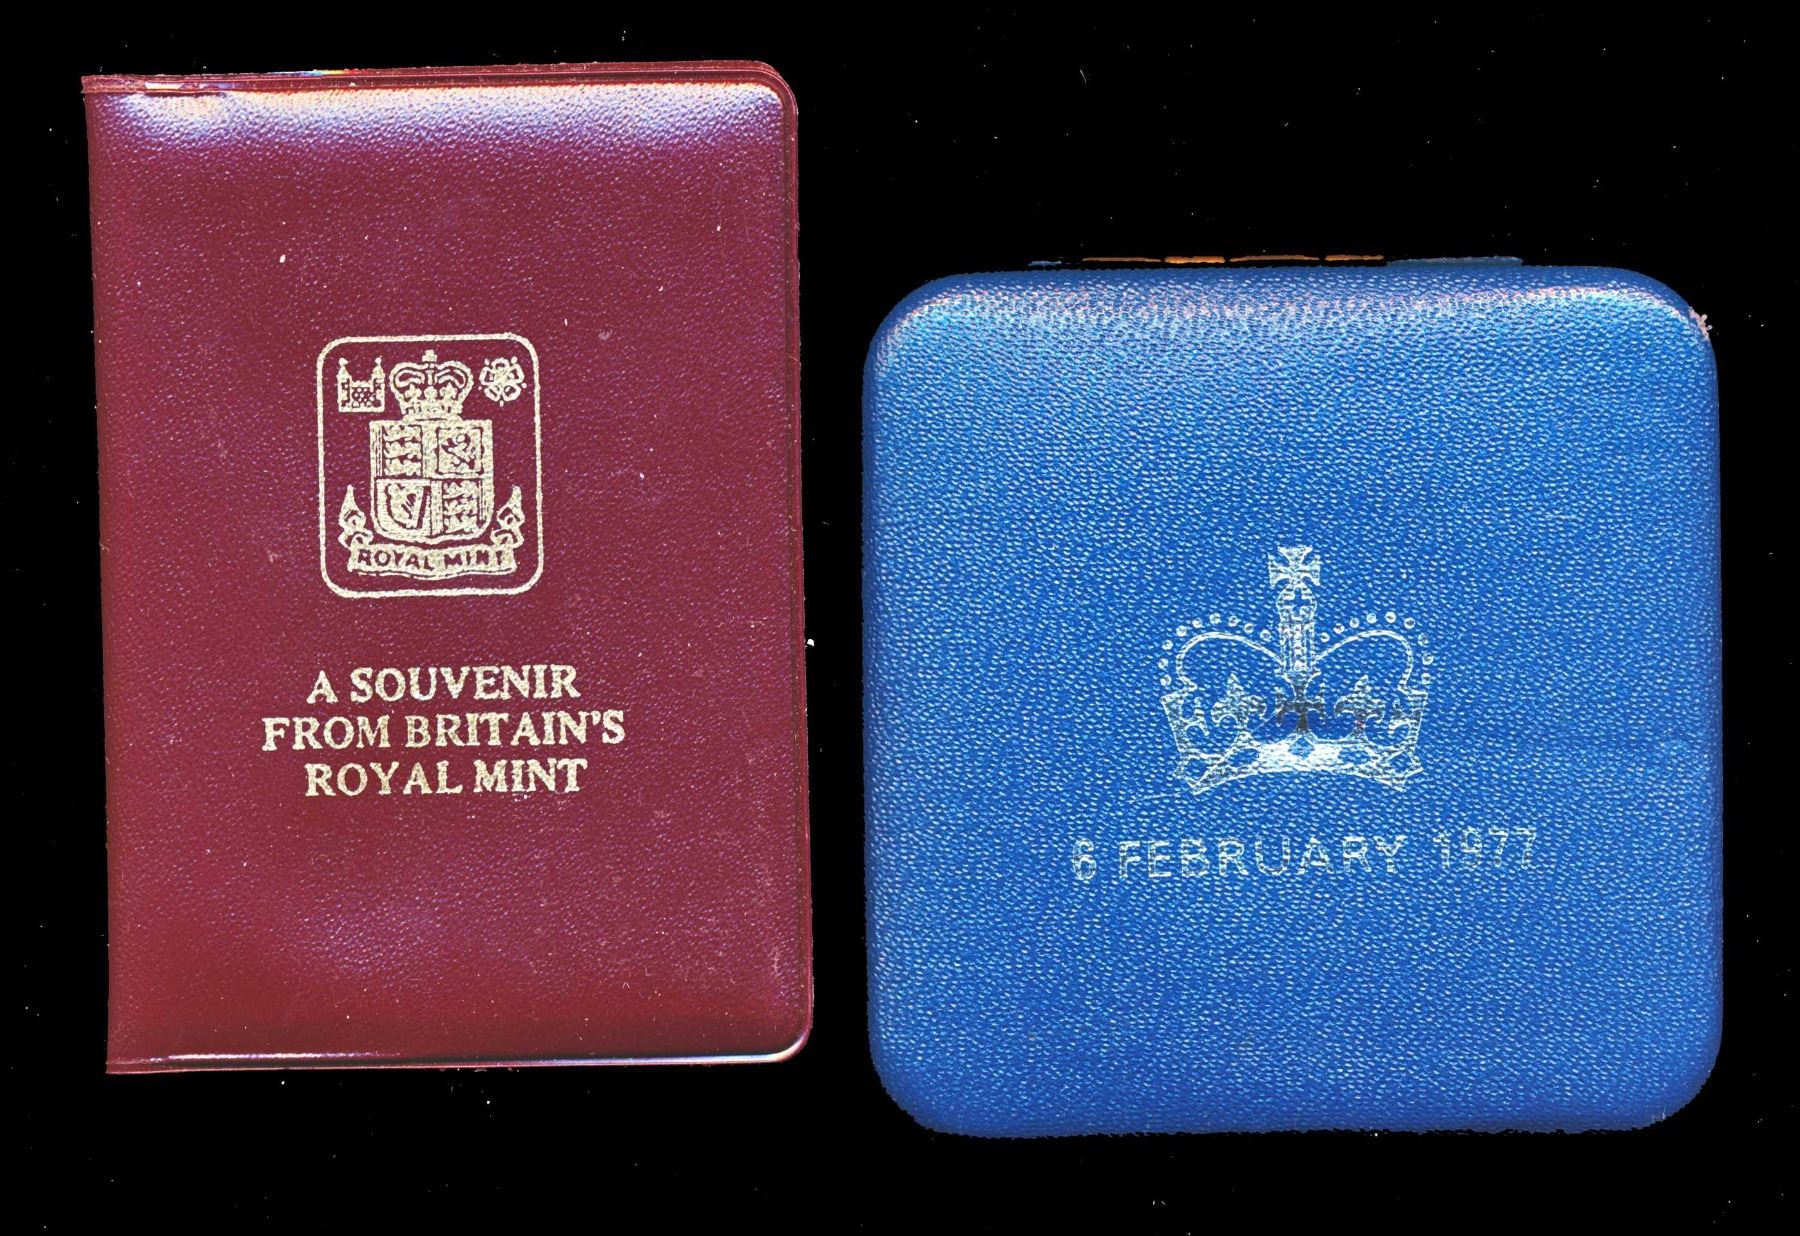 ROYAL MINT
A SOUVENIR
FROM BRITAIN'S
ROYAL MINT
6 FEBRUARY 1977